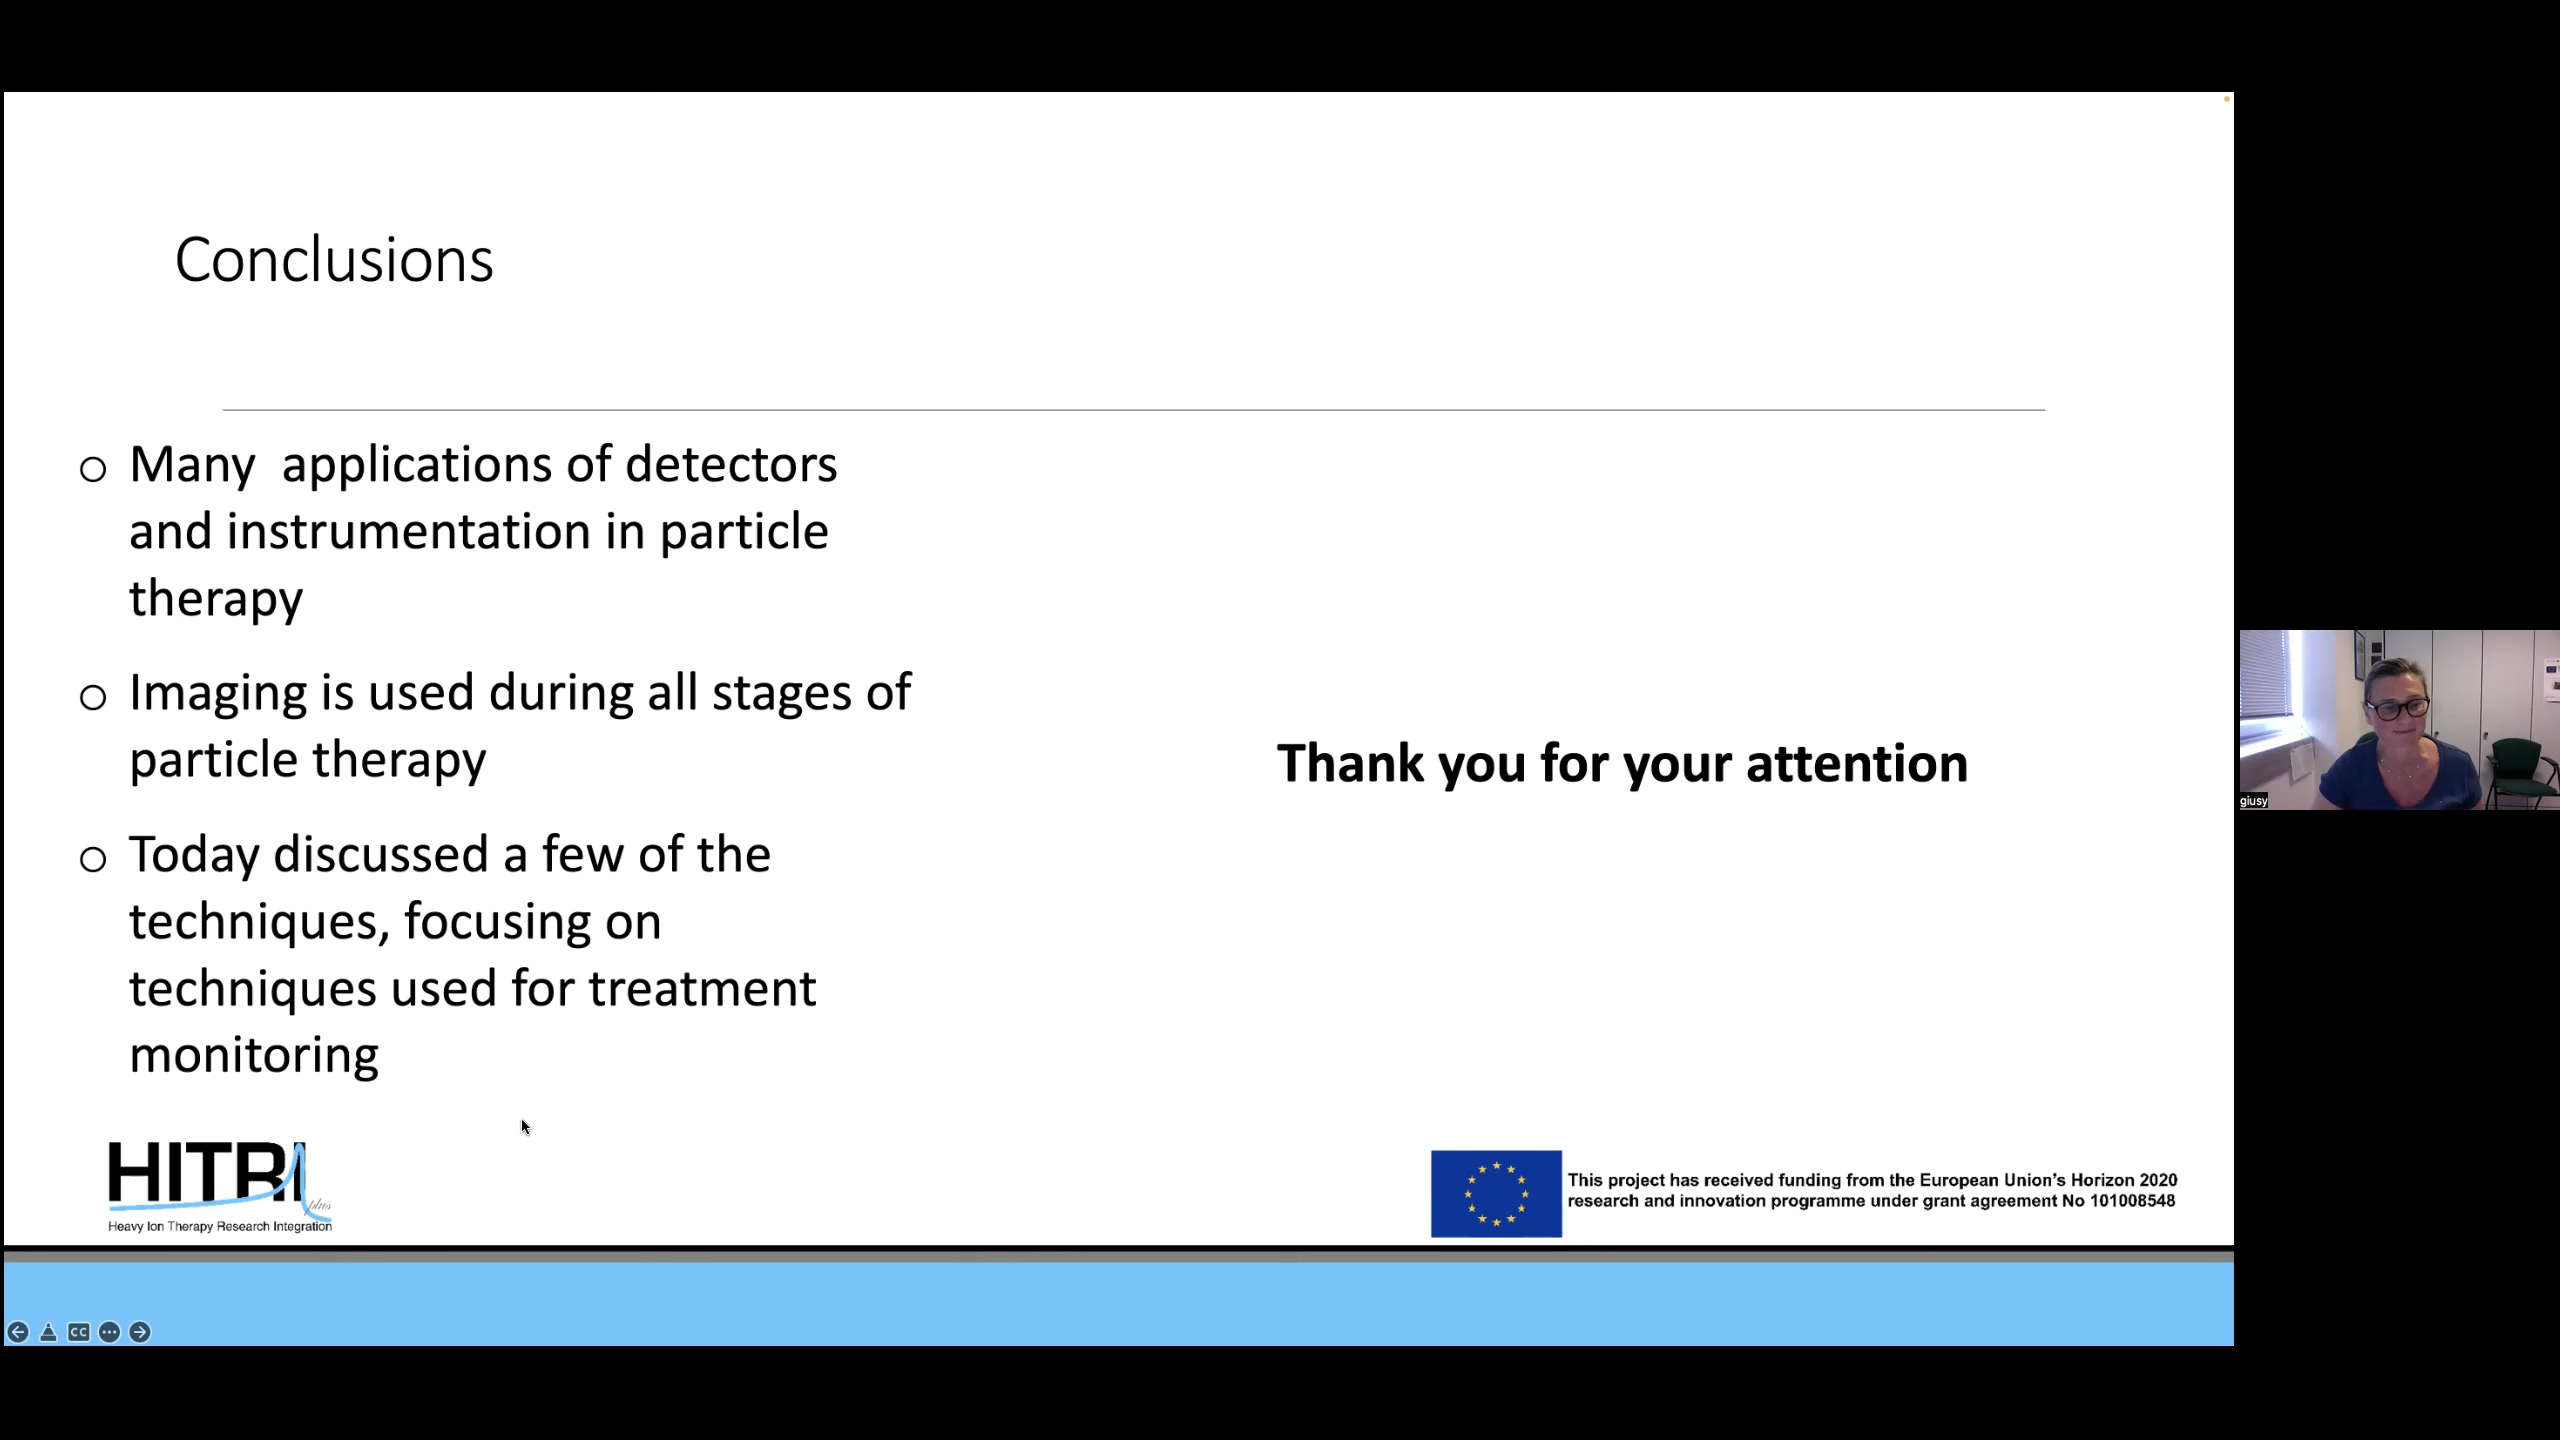 Conclusions
Many applications of detectors
and instrumentation in particle
therapy
Imaging is used during all stages of
particle therapy
Today discussed a few of the
techniques, focusing on
techniques used for treatment
monitoring
Thank you for your attention
HITRI
plus
Heavy Ion Therapy Research Integration
This project has received funding from the European Union's Horizon 2020
research and innovation programme under grant agreement No 101008548
CC
giusy